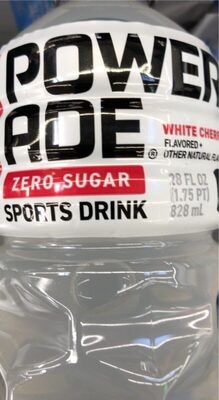 POWER
ADE®
WHITE CHERR
FLAVORED +
OTHER NATURAL FLA
ZERO SUGAR
28 FL OZ
(1.75 PT)
828 mL
SPORTS DRINK